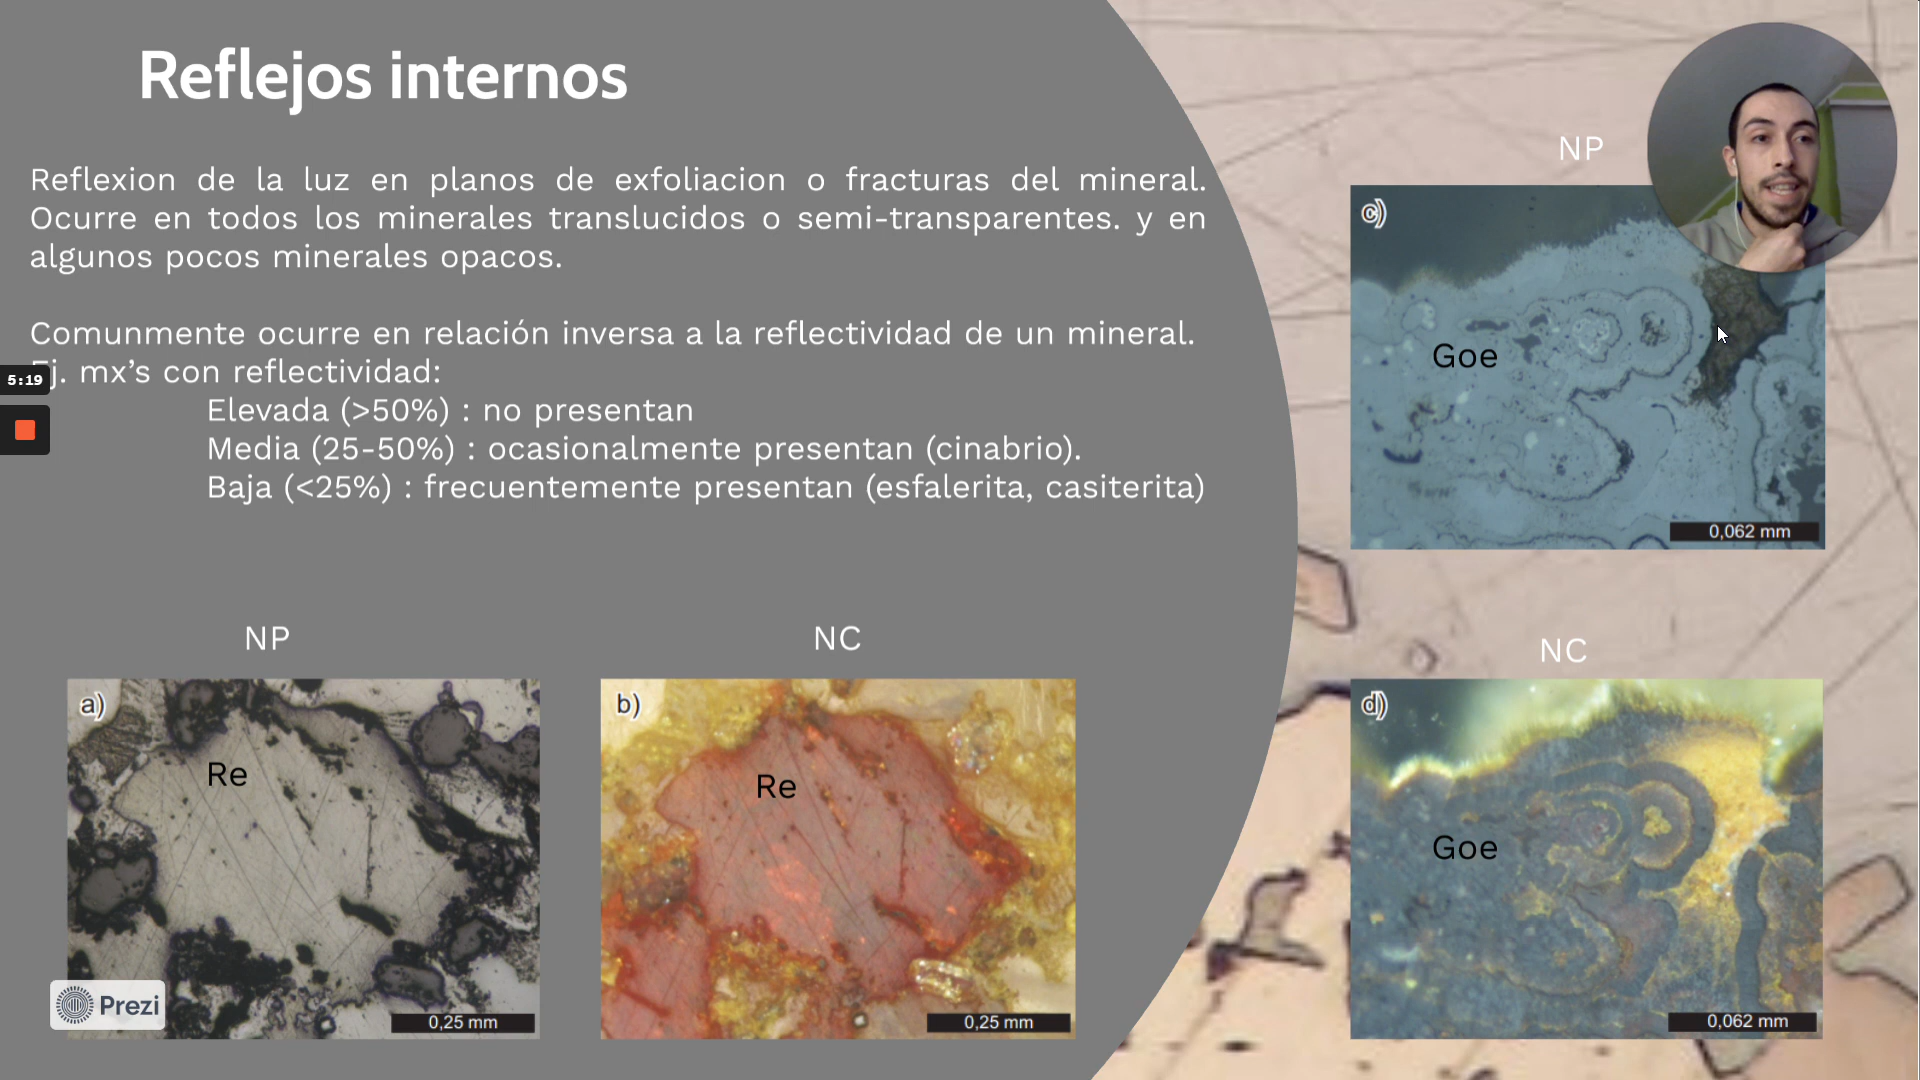 Reflejos internos
Reflexion de la luz en planos de exfoliacion o fracturas del mineral.
Ocurre en todos los minerales translucidos o semi-transparentes. y en
algunos pocos minerales opacos.
Comunmente ocurre en relación inversa a la reflectividad de un mineral.
Ej. mx's con reflectividad:
Elevada (>50%) : no presentan
Media (25-50%) : ocasionalmente presentan (cinabrio).
Baja (<25%) : frecuentemente presentan (esfalerita, casiterita)
5:19
NP
c)
Goe
0,062 mm
NP
a)
Re
0,25 mm
Prezi
NC
b)
Re
0,25 mm
NC
d)
Goe
0,062 mm